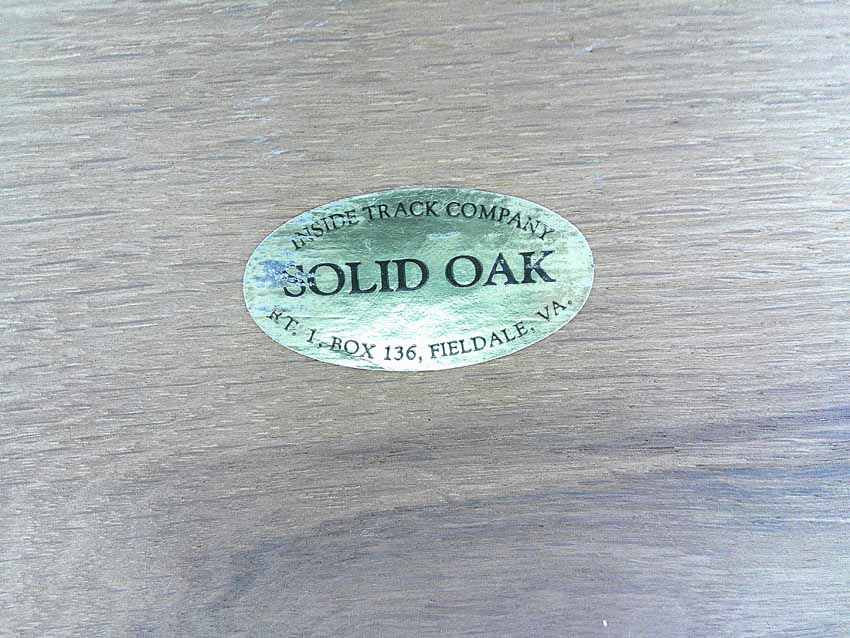 INSIDE TRACK COMPANY
SOLID OAK
RT. 1, BOX 136, FIELDALE, VA.